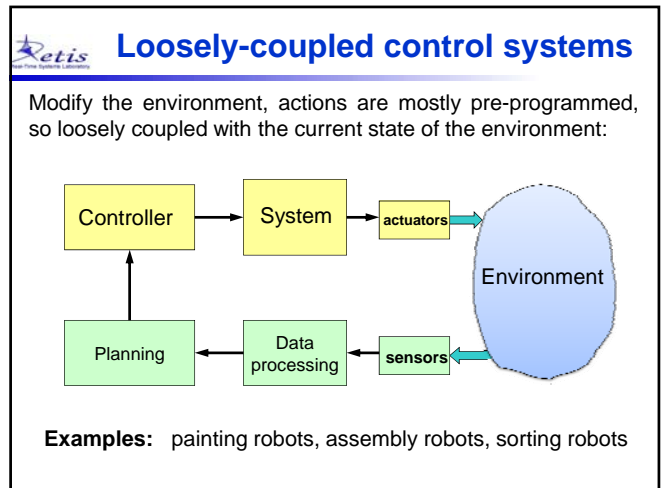 Retis
Real-Time Systems Laboratory
Loosely-coupled control systems
Modify the environment, actions are mostly pre-programmed,
so loosely coupled with the current state of the environment:
Controller
System
actuators
Environment
Planning
Data
processing
sensors
Examples: painting robots, assembly robots, sorting robots